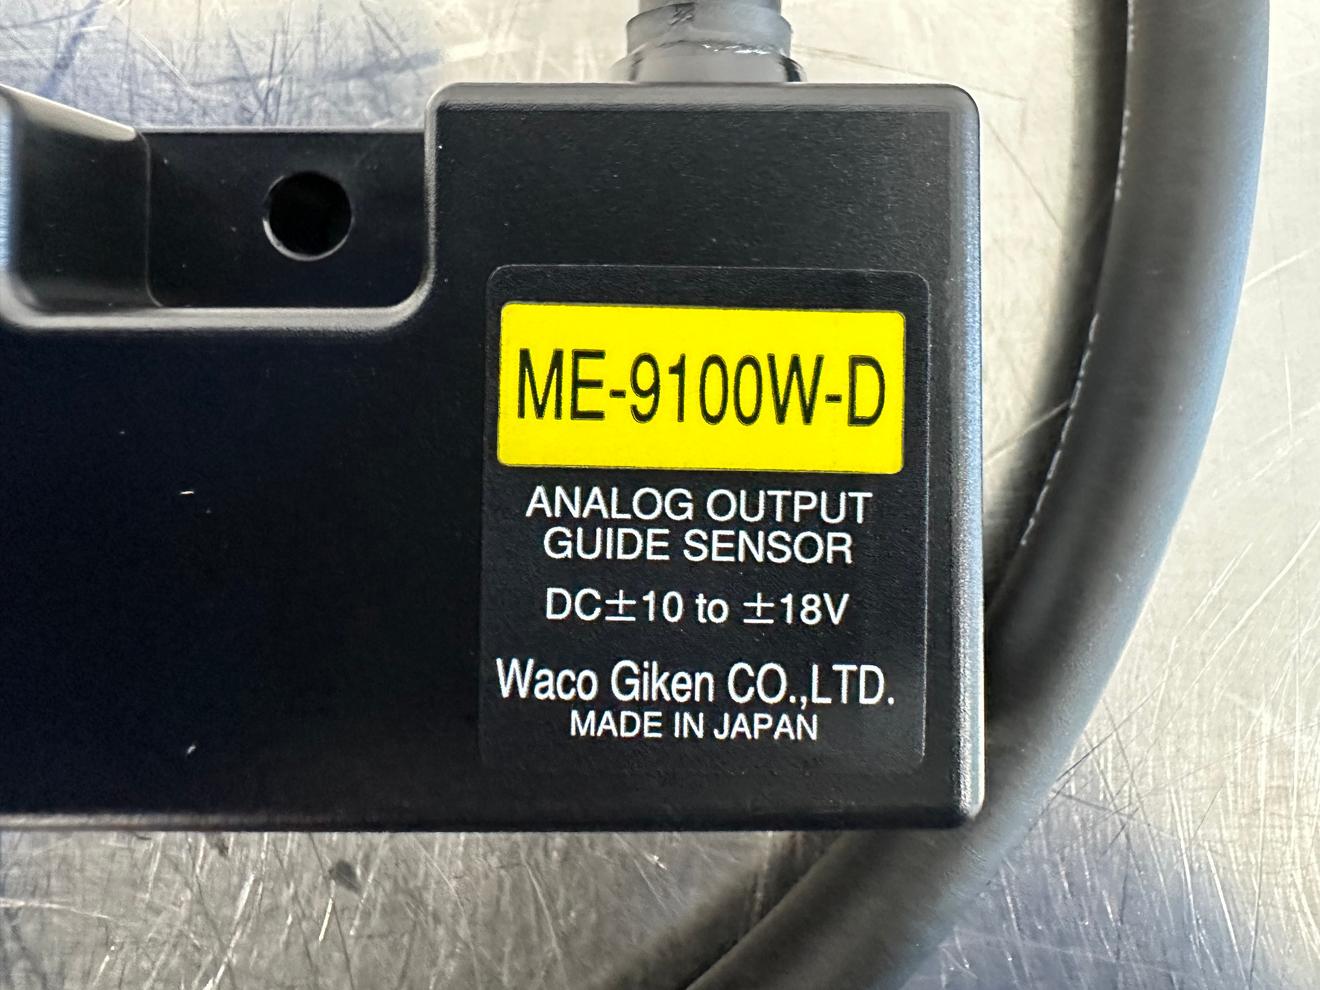 ME-9100W-D
ANALOG OUTPUT
GUIDE SENSOR
DC±10 to ±18V
Waco Giken CO.,LTD.
MADE IN JAPAN